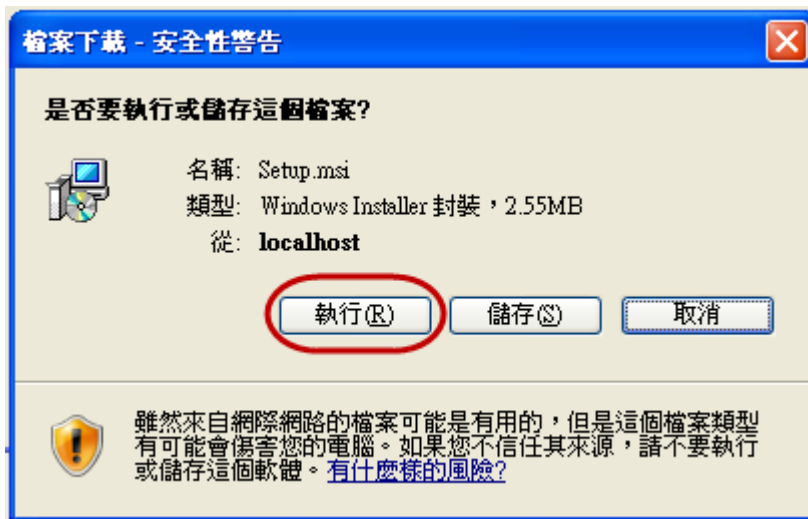 檔案下載 - 安全性警告
是否要執行或儲存這個檔案?
名稱: Setup.msi
類型: Windows Installer 封裝，2.55MB
從: localhost
執行(R) 儲存(S) 取消
雖然來自網際網路的檔案可能是有用的，但是這個檔案類型
有可能會傷害您的電腦。如果您不信任其來源，請不要執行
或儲存這個軟體。有什麼樣的風險?